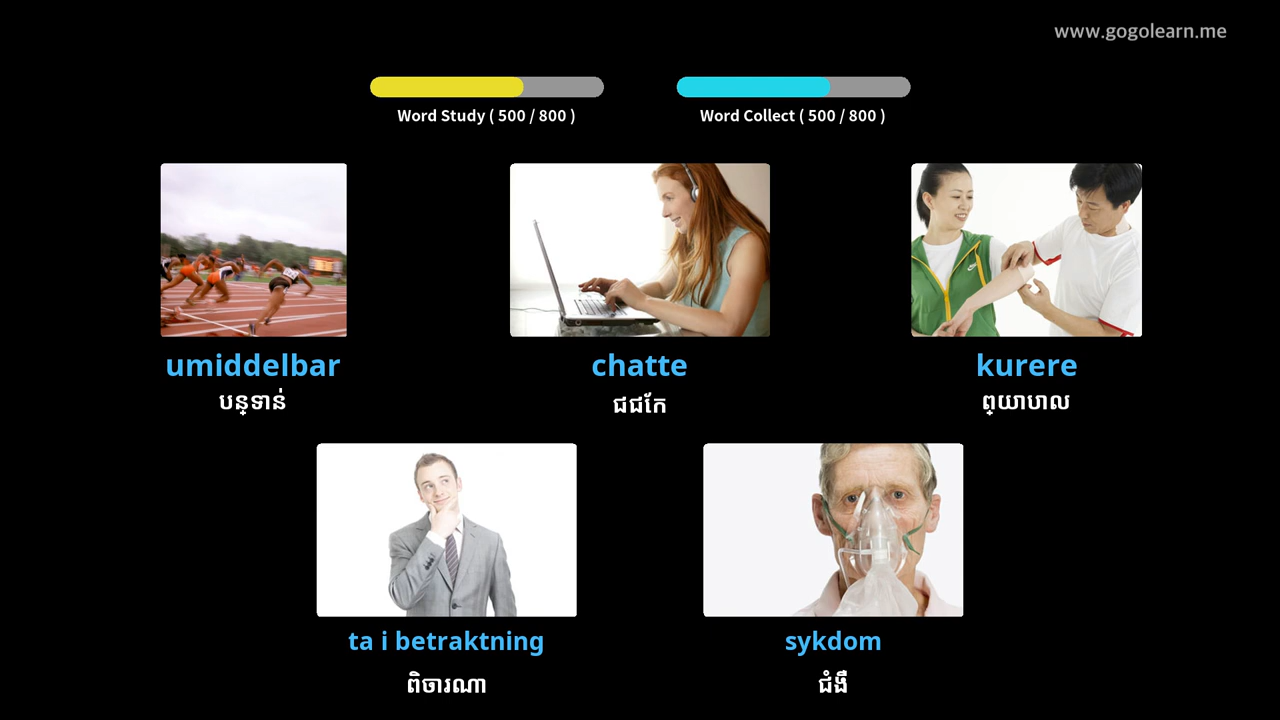 www.gogolearn.me
Word Study ( 500 / 800 )
Word Collect ( 500 / 800 )
umiddelbar
បន្ទាន់
chatte
ជជកែ
kurere
ព្យាបាល
ta i betraktning
ពិចារណា
sykdom
ជំងឺ